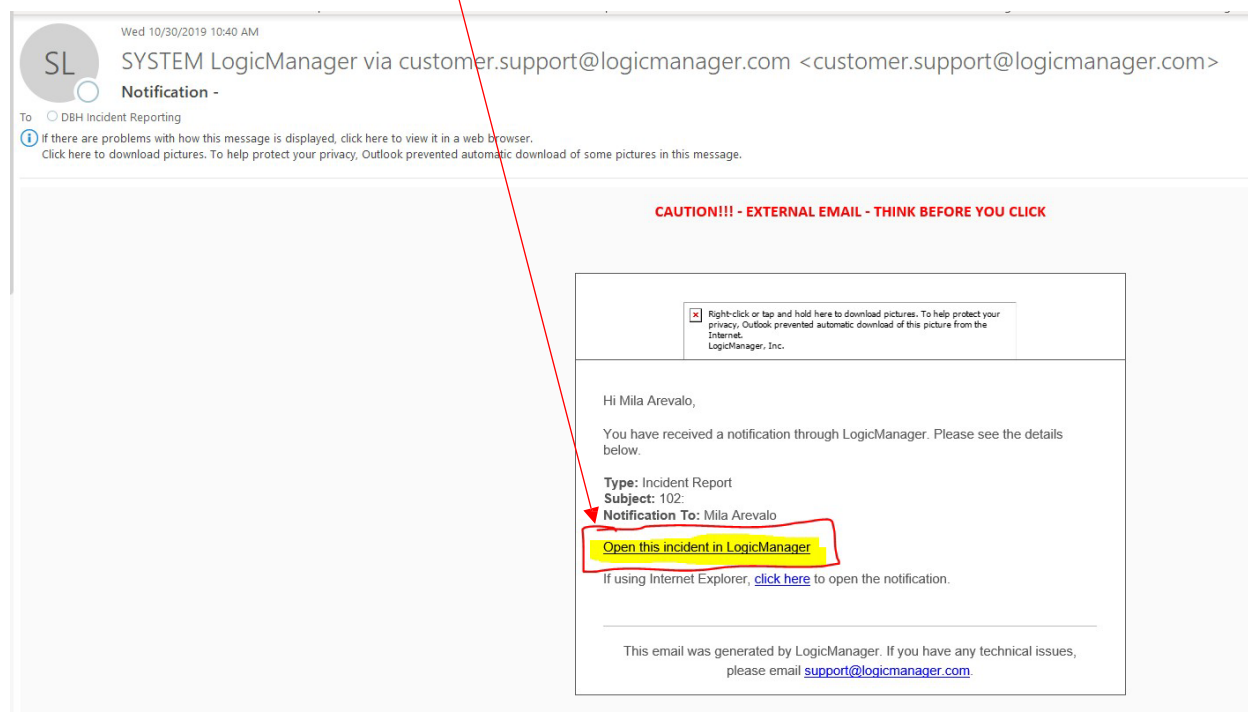 Wed 10/30/2019 10:40 AM
SL
SYSTEM LogicManager via customer.support@logicmanager.com <customer.support@logicmanager.com>
Notification -
To DBH Incident Reporting
If there are problems with how this message is displayed, click here to view it in a web browser.
Click here to download pictures. To help protect your privacy, Outlook prevented automatic download of some pictures in this message.
CAUTION!!! - EXTERNAL EMAIL - THINK BEFORE YOU CLICK
Right-click or tap and hold here to download pictures. To help protect your
privacy, Outlook prevented automatic download of this picture from the
Internet.
LogicManager, Inc.
Hi Mila Arevalo,
You have received a notification through LogicManager. Please see the details
below.
Type: Incident Report
Subject: 102:
Notification To: Mila Arevalo
Open this incident in LogicManager
If using Internet Explorer, click here to open the notification.
This email was generated by LogicManager. If you have any technical issues,
please email support@logicmanager.com.